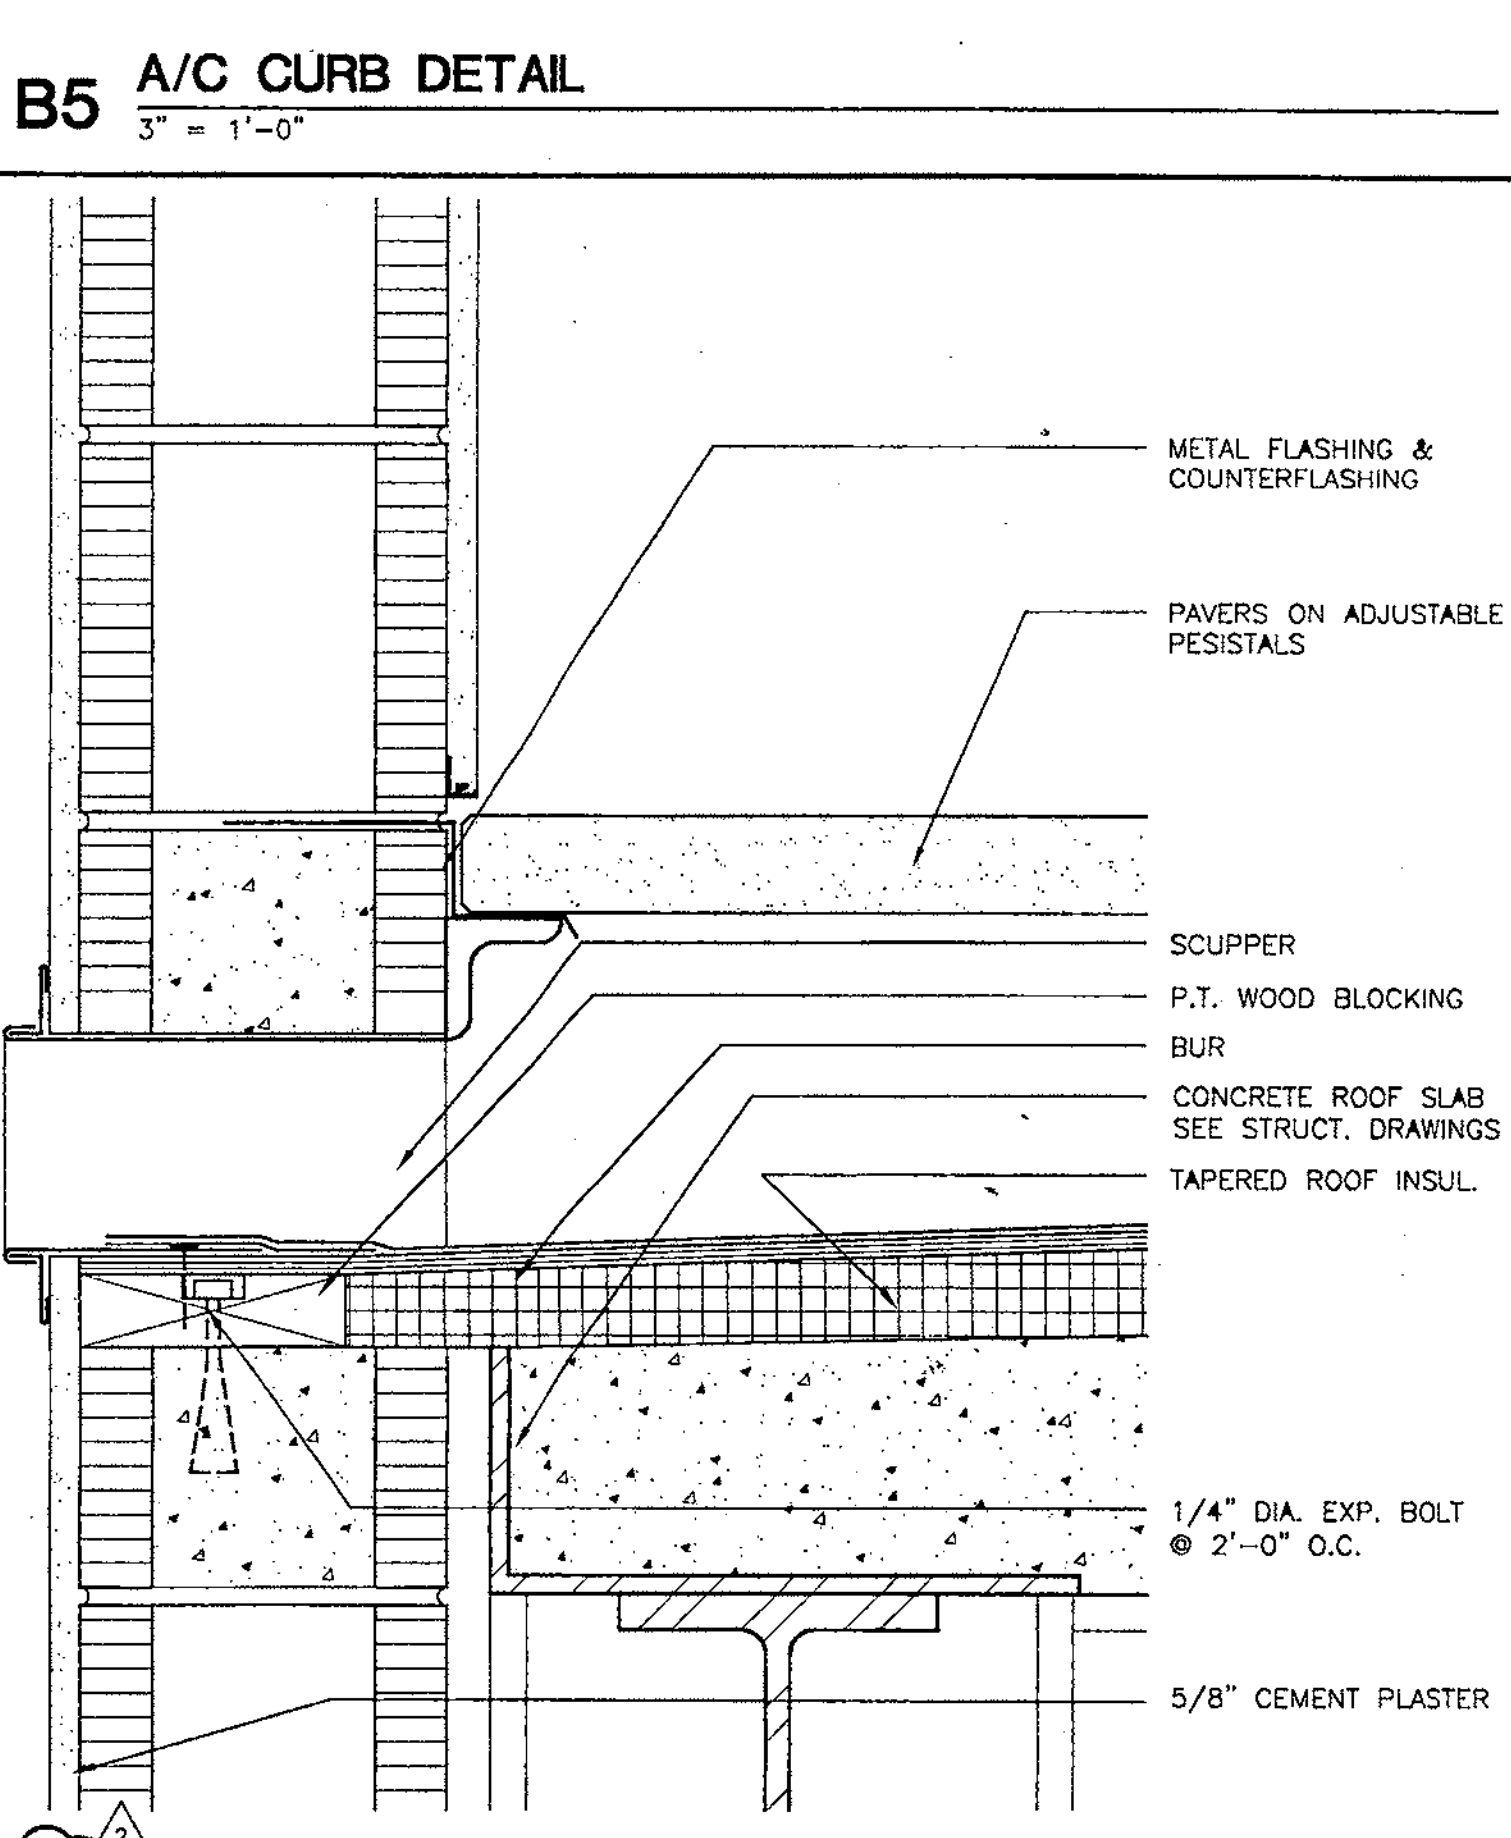 B5 A/C CURB DETAIL
3" = 1'-0"
METAL FLASHING &
COUNTERFLASHING
PAVERS ON ADJUSTABLE
PESISTALS
SCUPPER
P.T. WOOD BLOCKING
BUR
CONCRETE ROOF SLAB
SEE STRUCT. DRAWINGS
TAPERED ROOF INSUL.
1/4" DIA. EXP. BOLT
@ 2'-0" O.C.
5/8" CEMENT PLASTER
2